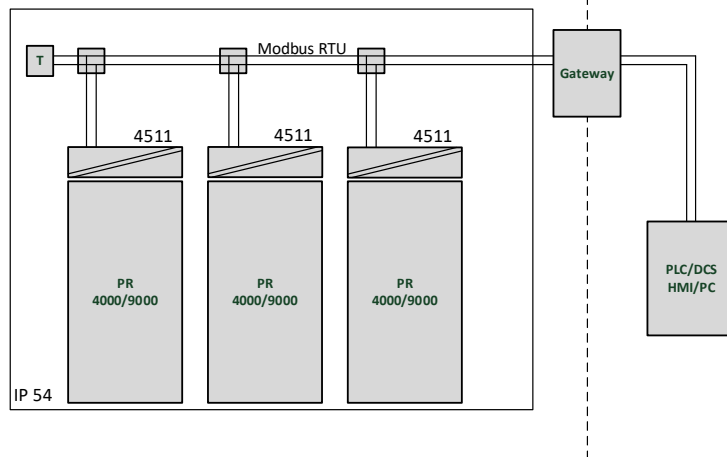 Modbus RTU
T
Gateway
4511
4511
4511
PR
4000/9000
PR
4000/9000
PR
4000/9000
PLC/DCS
HMI/PC
IP 54